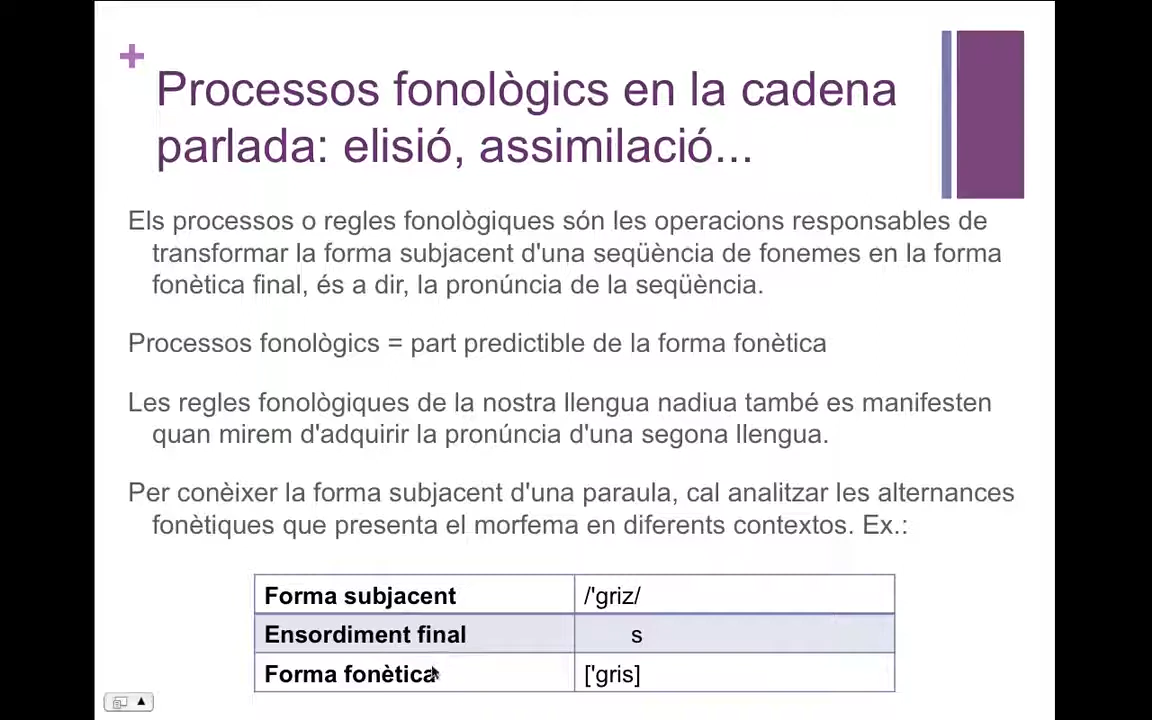 +
Processos fonològics en la cadena
parlada: elisió, assimilació...
Els processos o regles fonològiques són les operacions responsables de
transformar la forma subjacent d'una seqüència de fonemes en la forma
fonètica final, és a dir, la pronúncia de la seqüència.
Processos fonològics = part predictible de la forma fonètica
Les regles fonològiques de la nostra llengua nadiua també es manifesten
quan mirem d'adquirir la pronúncia d'una segona llengua.
Per conèixer la forma subjacent d'una paraula, cal analitzar les alternances
fonètiques que presenta el morfema en diferents contextos. Ex.:
Forma subjacent /'griz/
Ensordiment final s
Forma fonètica ['gris]